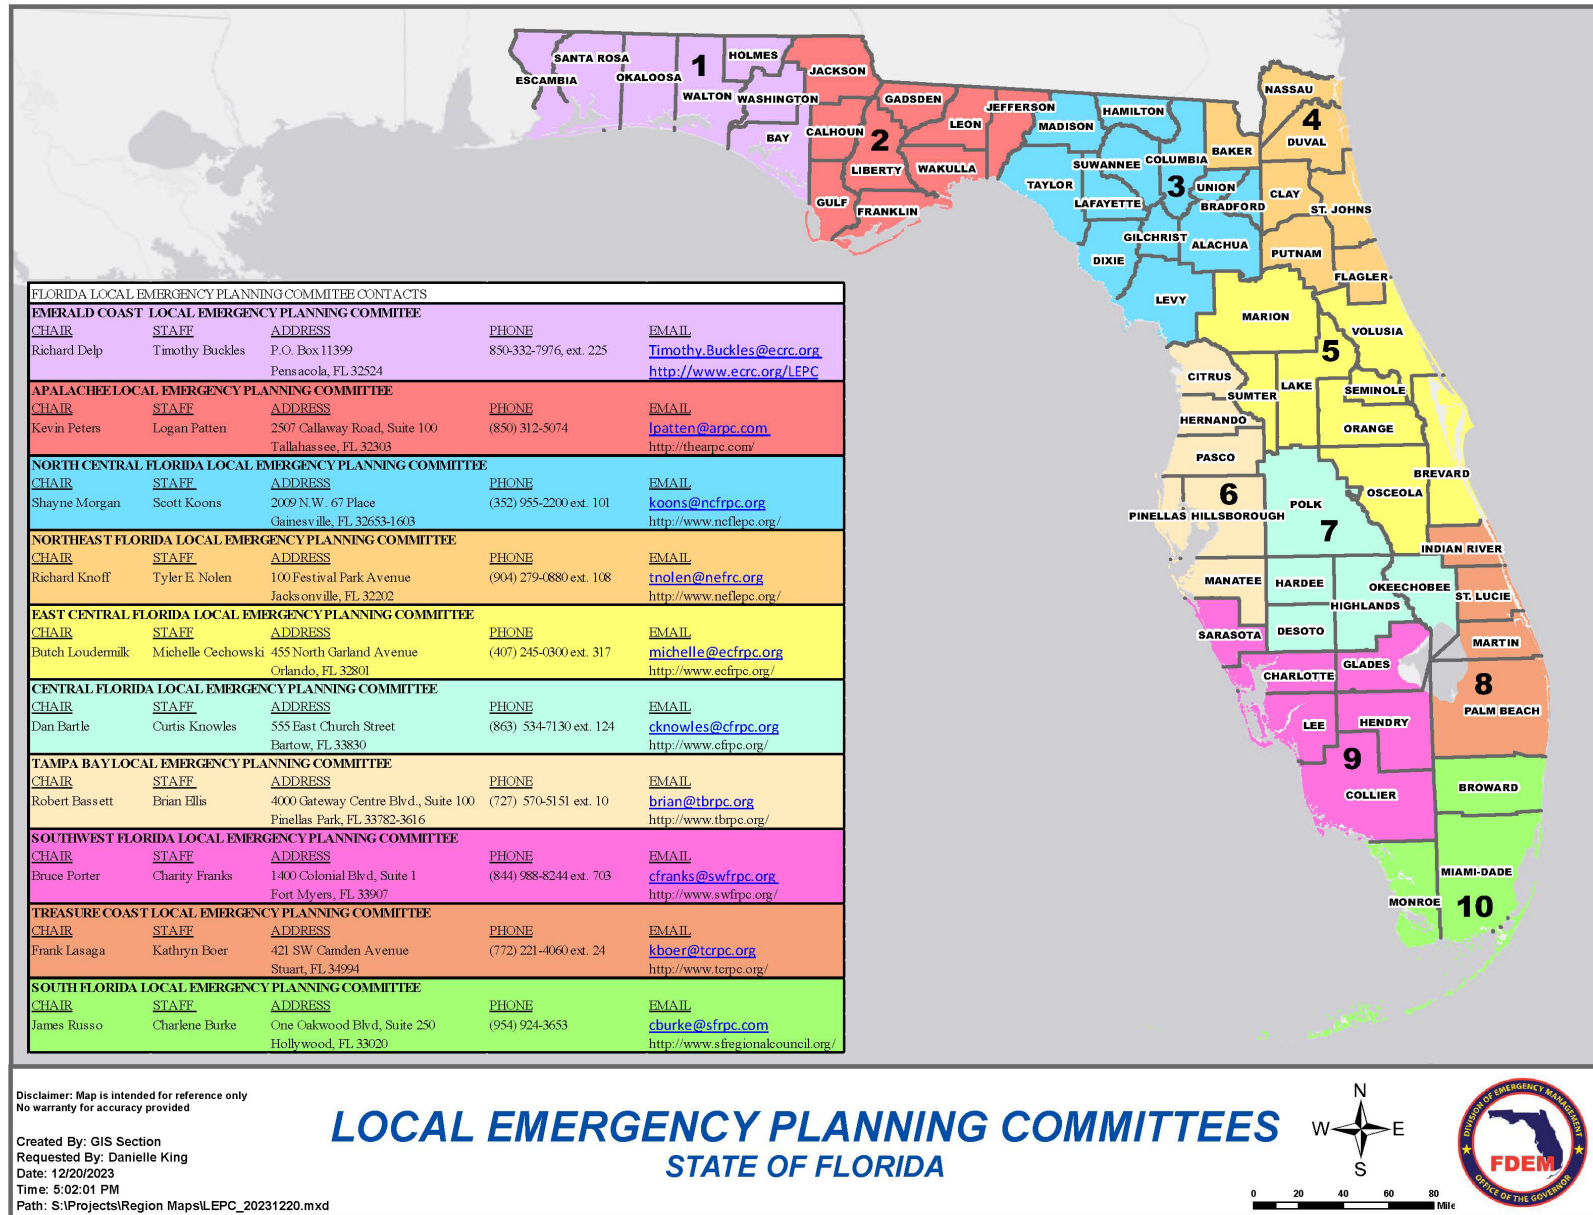 SANTA ROSA
HOLMES
1
ESCAMBIA
OKALOOSA
WALTON
WASHINGTON
BAY
JACKSON
GADSDEN
JEFFERSON
LEON
CALHOUN
2
LIBERTY
WAKULLA
GULF
FRANKLIN
HAMILTON
MADISON
SUWANNEE
COLUMBIA
TAYLOR
3
UNION
LAFAYETTE
BRADFORD
GILCHRIST
ALACHUA
DIXIE
LEVY
NASSAU
4
DUVAL
BAKER
CLAY
ST. JOHNS
PUTNAM
FLAGLER
MARION
VOLUSIA
5
LAKE
SEMINOLE
SUMTER
ORANGE
BREVARD
OSCEOLA
CITRUS
HERNANDO
PASCO
6
PINELLAS
HILLSBOROUGH
MANATEE
POLK
7
HARDEE
OKEECHOBEE
HIGHLANDS
DESOTO
INDIAN RIVER
ST. LUCIE
MARTIN
8
PALM BEACH
SARASOTA
GLADES
CHARLOTTE
LEE
HENDRY
9
COLLIER
BROWARD
MIAMI-DADE
MONROE
10
FLORIDA LOCAL EMERGENCY PLANNING COMMITEE CONTACTS
EMERALD COAST LOCAL EMERGENCY PLANNING COMMITEE
CHAIR STAFF ADDRESS PHONE EMAIL
Richard Delp Timothy Buckles P.O. Box 11399 850-332-7976, ext. 225 Timothy.Buckles@ecrc.org
Pensacola, FL 32524 http://www.ecrc.org/LEPC
APALACHEE LOCAL EMERGENCY PLANNING COMMITTEE
CHAIR STAFF ADDRESS PHONE EMAIL
Kevin Peters Logan Patten 2507 Callaway Road, Suite 100 (850) 312-5074 lpatten@arpc.com
Tallahassee, FL 32303 http://thearpc.com/
NORTH CENTRAL FLORIDA LOCAL EMERGENCY PLANNING COMMITTEE
CHAIR STAFF ADDRESS PHONE EMAIL
Shayne Morgan Scott Koons 2009 N.W. 67 Place (352) 955-2200 ext. 101 koons@ncfrpc.org
Gainesville, FL 32653-1603 http://www.ncflepc.org/
NORTHEAST FLORIDA LOCAL EMERGENCY PLANNING COMMITTEE
CHAIR STAFF ADDRESS PHONE EMAIL
Richard Knoff Tyler E Nolen 100 Festival Park Avenue (904) 279-0880 ext. 108 tnolen@nefrc.org
Jacksonville, FL 32202 http://www.neflepc.org/
EAST CENTRAL FLORIDA LOCAL EMERGENCY PLANNING COMMITTEE
CHAIR STAFF ADDRESS PHONE EMAIL
Butch Loudermilk Michelle Cechowski 455 North Garland Avenue (407) 245-0300 ext. 317 michelle@ecfrpc.org
Orlando, FL 32801 http://www.ecfrpc.org/
CENTRAL FLORIDA LOCAL EMERGENCY PLANNING COMMITTEE
CHAIR STAFF ADDRESS PHONE EMAIL
Dan Bartle Curtis Knowles 555 East Church Street (863) 534-7130 ext. 124 cknowles@cfrpc.org
Bartow, FL 33830 http://www.cfrpc.org/
TAMPA BAY LOCAL EMERGENCY PLANNING COMMITTEE
CHAIR STAFF ADDRESS PHONE EMAIL
Robert Bassett Brian Ellis 4000 Gateway Centre Blvd., Suite 100 (727) 570-5151 ext. 10 brian@tbrpc.org
Pinellas Park, FL 33782-3616 http://www.tbrpc.org/
SOUTHWEST FLORIDA LOCAL EMERGENCY PLANNING COMMITTEE
CHAIR STAFF ADDRESS PHONE EMAIL
Bruce Porter Charity Franks 1400 Colonial Blvd, Suite 1 (844) 988-8244 ext. 703 cfranks@swfrpc.org
Fort Myers, FL 33907 http://www.swfrpc.org/
TREASURE COAST LOCAL EMERGENCY PLANNING COMMITTEE
CHAIR STAFF ADDRESS PHONE EMAIL
Frank Lasaga Kathryn Boer 421 SW Camden Avenue (772) 221-4060 ext. 24 kboer@tcrpc.org
Stuart, FL 34994 http://www.tcrpc.org/
SOUTH FLORIDA LOCAL EMERGENCY PLANNING COMMITTEE
CHAIR STAFF ADDRESS PHONE EMAIL
James Russo Charlene Burke One Oakwood Blvd, Suite 250 (954) 924-3653 cburke@sfrpc.com
Hollywood, FL 33020 http://www.sfregionalcouncil.org/
Disclaimer: Map is intended for reference only
No warranty for accuracy provided
Created By: GIS Section
Requested By: Danielle King
Date: 12/20/2023
Time: 5:02:01 PM
Path: S:\Projects\Region Maps\LEPC_20231220.mxd
LOCAL EMERGENCY PLANNING COMMITTEES
STATE OF FLORIDA
N
W E
S
0 20 40 60 80
Mile
DIVISION OF EMERGENCY MANAGEMENT
FDEM
OFFICE OF THE GOVERNOR